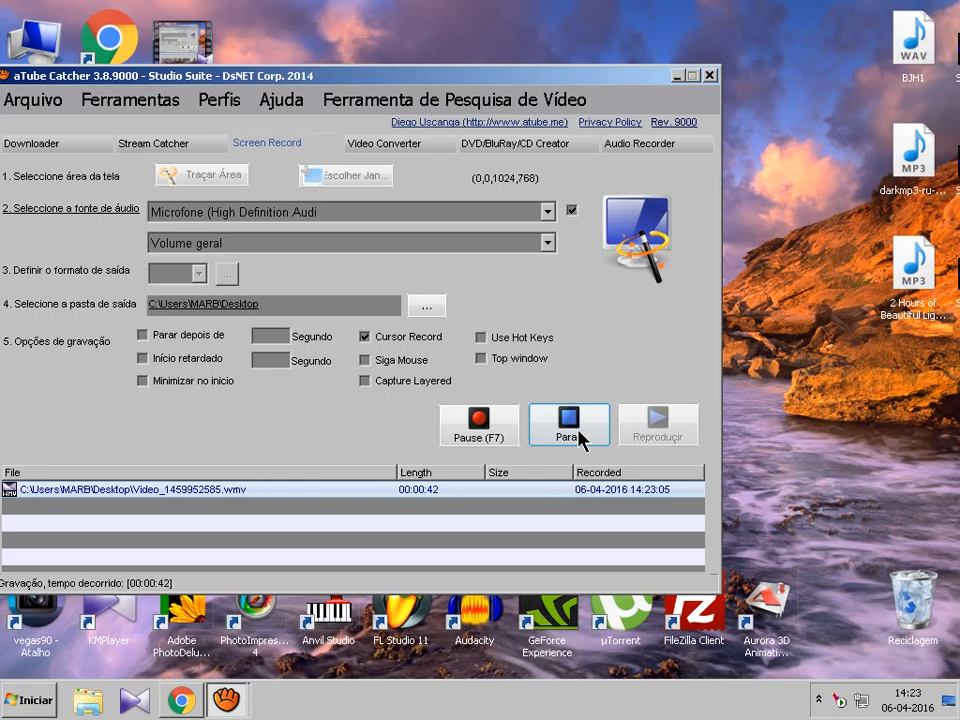 aTube Catcher 3.8.9000 - Studio Suite - DsNET Corp. 2014
Arquivo Ferramentas Perfis Ajuda Ferramenta de Pesquisa de Vídeo
Diego Uscanga (http://www.atube.me) Privacy Policy Rev. 9000
Downloader Stream Catcher Screen Record Video Converter DVD/BluRay/CD Creator Audio Recorder
1. Seleccione área da tela Traçar Área Escolher Jan... (0,0,1024,768)
2. Seleccione a fonte de áudio Microfone (High Definition Audi
Volume geral
3. Definir o formato de saída ...
4. Selecione a pasta de saída C:\Users\MARB\Desktop ...
5. Opções de gravação
Parar depois de Segundo Cursor Record Use Hot Keys
Início retardado Segundo Siga Mouse Top window
Minimizar no inicio Capture Layered
Pause (F7) Para Reproduçir
File Length Size Recorded
WMV C:\Users\MARB\Desktop\Video_1459952585.wmv 00:00:42 06-04-2016 14:23:05
Gravação, tempo decorrido: [00:00:42]
WAV
BJH1
MP3
darkmp3-ru-...
MP3
2 Hours of
Beautiful Lig...
vegas90 -
Atalho
KMPlayer
Adobe
PhotoDelu...
PhotoImpres...
4
Anvil Studio
FL Studio 11
Audacity
GeForce
Experience
µTorrent
FileZilla Client
Aurora 3D
Animati...
Reciclagem
Iniciar
14:23
06-04-2016